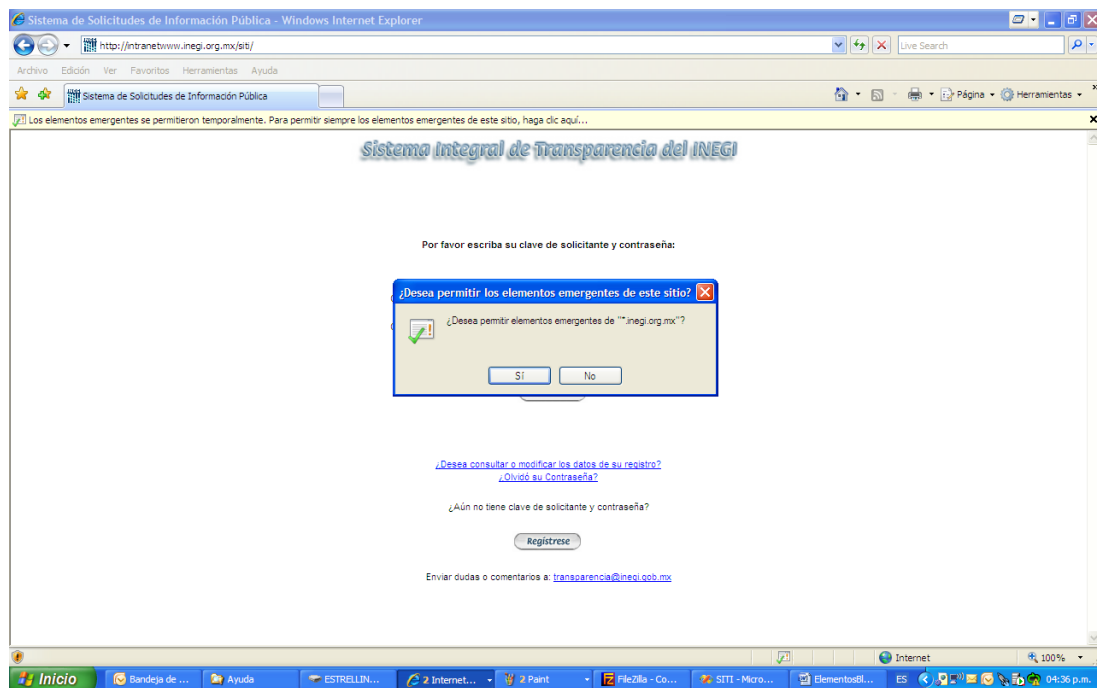 Sistema de Solicitudes de Información Pública - Windows Internet Explorer
http://intranetwww.inegi.org.mx/siti/
Live Search
Archivo Edición Ver Favoritos Herramientas Ayuda
Sistema de Solicitudes de Información Pública
Página
Herramientas
Los elementos emergentes se permitieron temporalmente. Para permitir siempre los elementos emergentes de este sitio, haga clic aquí...
Sistema Integral de Transparencia del INEGI
Por favor escriba su clave de solicitante y contraseña:
¿Desea permitir los elementos emergentes de este sitio?
¿Desea permitir elementos emergentes de "*.inegi.org.mx"?
Sí
No
¿Desea consultar o modificar los datos de su registro?
¿Olvidó su Contraseña?
¿Aún no tiene clave de solicitante y contraseña?
Regístrese
Enviar dudas o comentarios a: transparencia@inegi.gob.mx
Internet
100%
Inicio
Bandeja de ...
Ayuda
ESTRELLIN...
2 Internet...
2 Paint
FileZilla - Co...
SITI - Micro...
ElementosBl...
ES
04:36 p.m.